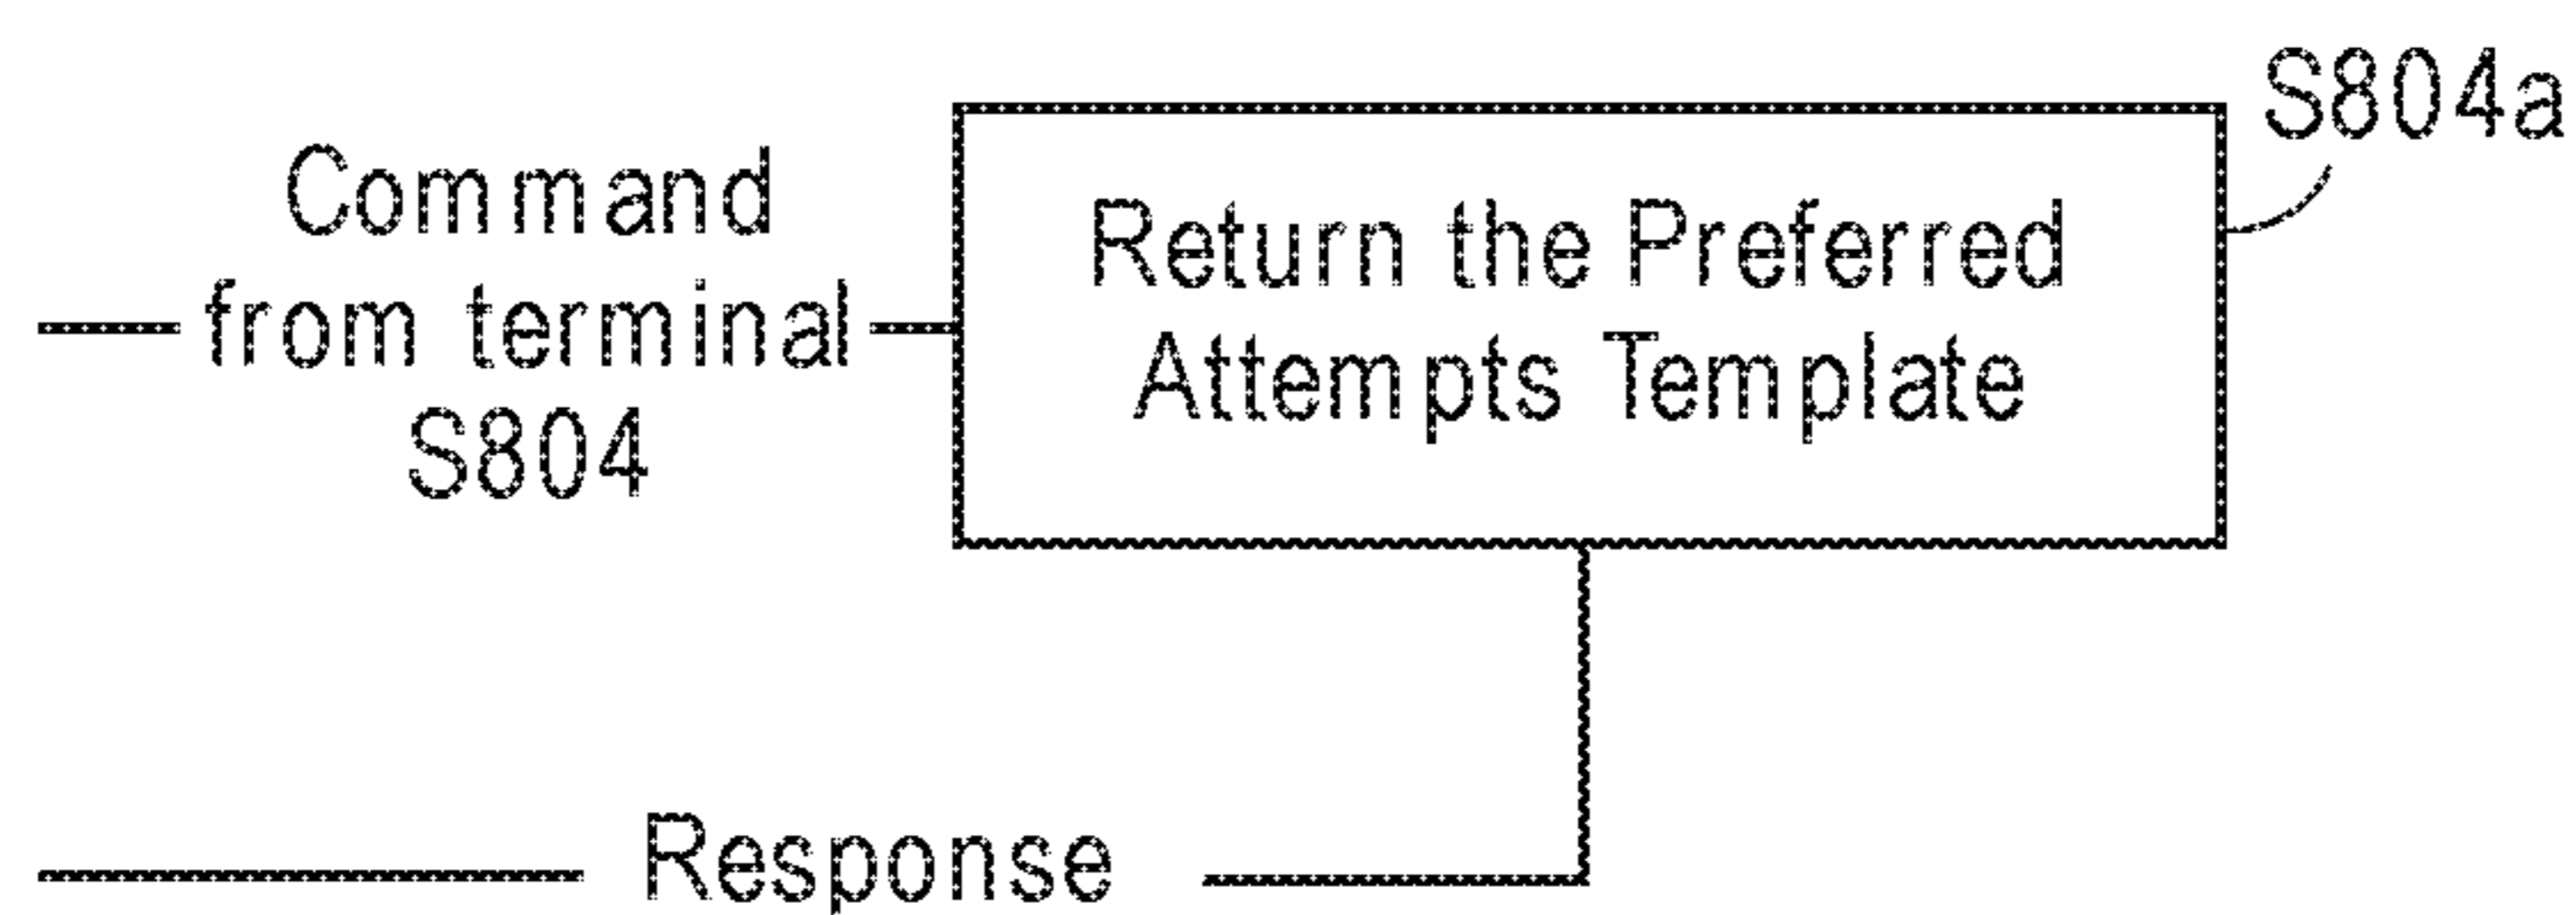 S804a
Command
from terminal
S804
Return the Preferred
Attempts Template
Response